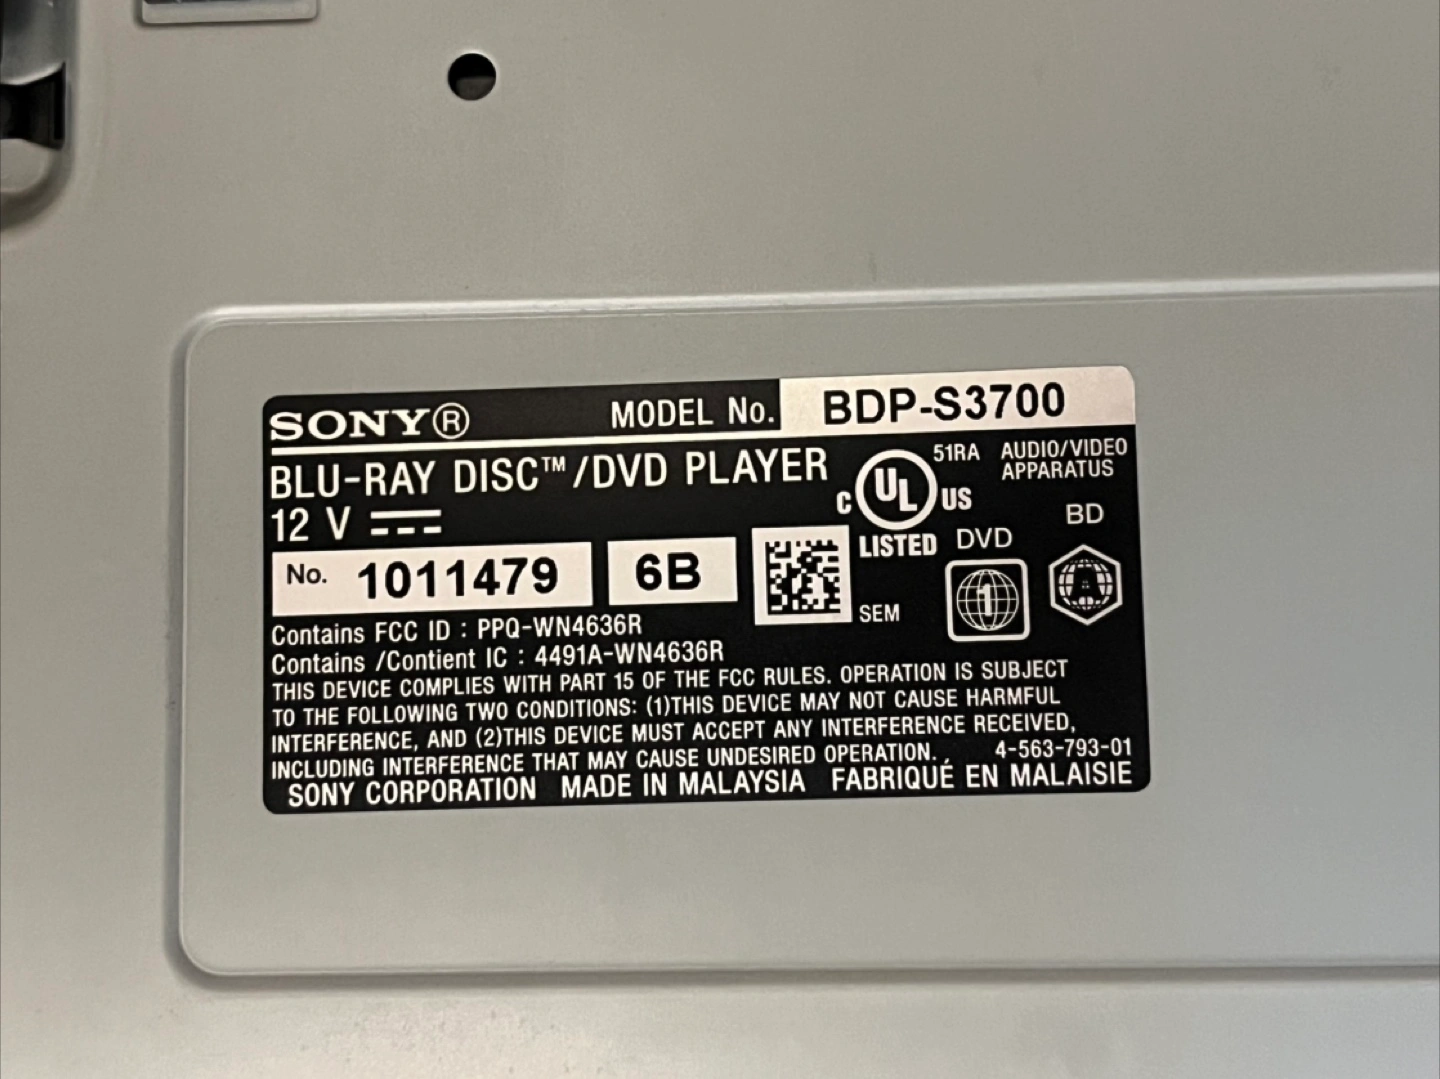 SONY® MODEL No. BDP-S3700
BLU-RAY DISC™/DVD PLAYER
12 V
51RA AUDIO/VIDEO
APPARATUS
C UL US
LISTED
No. 1011479 6B
SEM
DVD
1
BD
A
Contains FCC ID : PPQ-WN4636R
Contains /Contient IC : 4491A-WN4636R
THIS DEVICE COMPLIES WITH PART 15 OF THE FCC RULES. OPERATION IS SUBJECT
TO THE FOLLOWING TWO CONDITIONS: (1)THIS DEVICE MAY NOT CAUSE HARMFUL
INTERFERENCE, AND (2)THIS DEVICE MUST ACCEPT ANY INTERFERENCE RECEIVED,
INCLUDING INTERFERENCE THAT MAY CAUSE UNDESIRED OPERATION. 4-563-793-01
SONY CORPORATION MADE IN MALAYSIA FABRIQUÉ EN MALAISIE